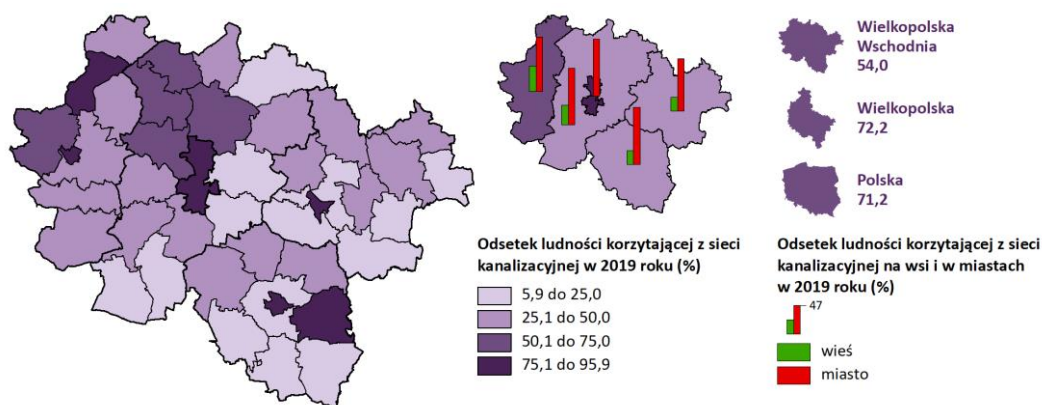 Wielkopolska
Wschodnia
54,0
Wielkopolska
72,2
Polska
71,2
Odsetek ludności korzytającej z sieci
kanalizacyjnej w 2019 roku (%)
5,9 do 25,0
25,1 do 50,0
50,1 do 75,0
75,1 do 95,9
Odsetek ludności korzytającej z sieci
kanalizacyjnej na wsi i w miastach
w 2019 roku (%)
47
wieś
miasto